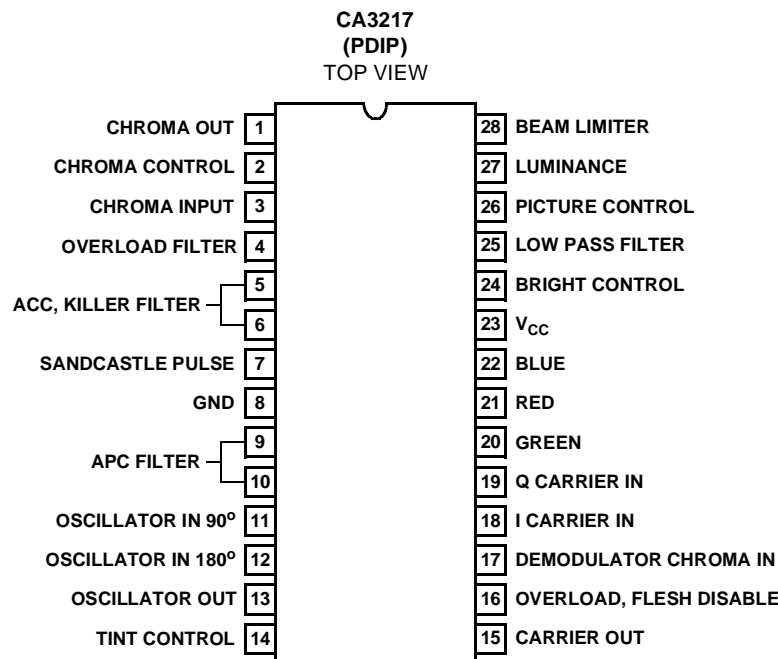 CA3217
(PDIP)
TOP VIEW
CHROMA OUT 1
CHROMA CONTROL 2
CHROMA INPUT 3
OVERLOAD FILTER 4
ACC, KILLER FILTER 5
6
SANDCASTLE PULSE 7
GND 8
APC FILTER 9
10
OSCILLATOR IN 90o 11
OSCILLATOR IN 180o 12
OSCILLATOR OUT 13
TINT CONTROL 14
28 BEAM LIMITER
27 LUMINANCE
26 PICTURE CONTROL
25 LOW PASS FILTER
24 BRIGHT CONTROL
23 VCC
22 BLUE
21 RED
20 GREEN
19 Q CARRIER IN
18 I CARRIER IN
17 DEMODULATOR CHROMA IN
16 OVERLOAD, FLESH DISABLE
15 CARRIER OUT